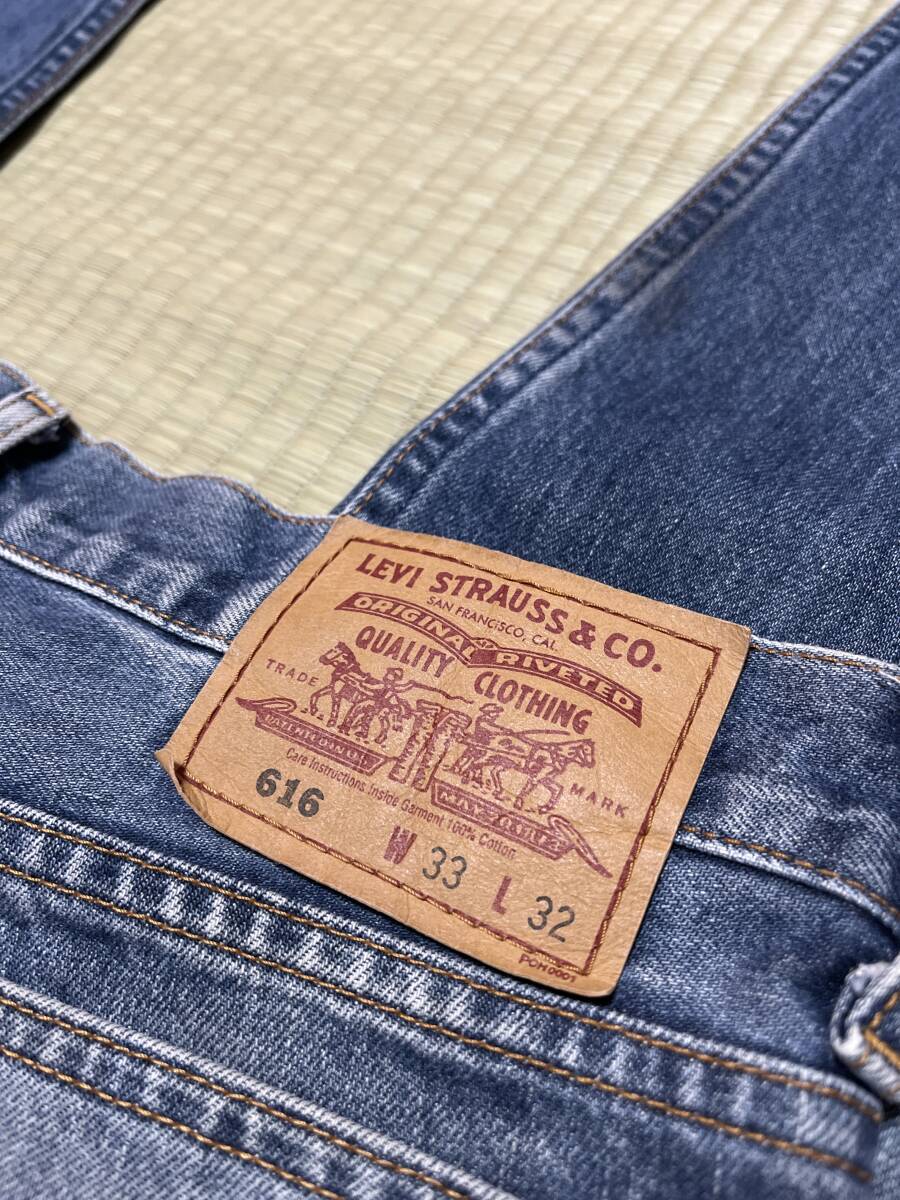 LEVI STRAUSS & CO.
SAN FRANCISCO, CAL.
ORIGINAL RIVETED
QUALITY CLOTHING
TRADE MARK
Care Instructions Inside Garment 100% Cotton
616
W 33 L 32